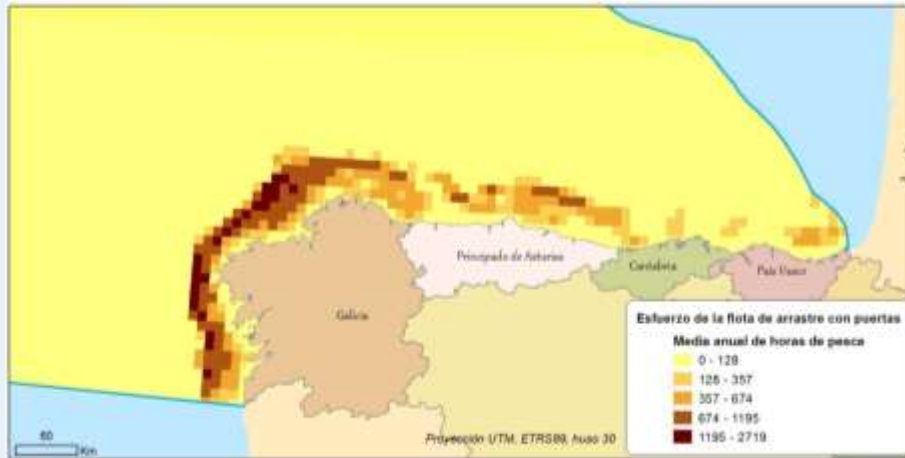 Galicia
Principado de Asturias
Cantabria
País Vasco
Esfuerzo de la flota de arrastre con puertas
Media anual de horas de pesca
0 - 128
128 - 357
357 - 674
674 - 1195
1195 - 2719
Proyección UTM, ETRS89, huso 30
60
Km